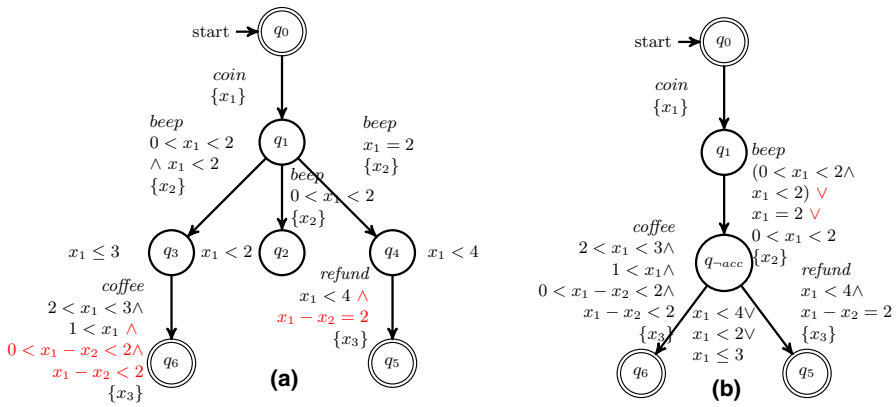 start
q0
coin
{x1}
q1
beep
0 < x1 < 2
∧ x1 < 2
{x2}
beep
0 < x1 < 2
{x2}
beep
x1 = 2
{x2}
x1 ≤ 3
q3
x1 < 2
q2
q4
x1 < 4
coffee
2 < x1 < 3∧
1 < x1 ∧
0 < x1 − x2 < 2∧
x1 − x2 < 2
{x3}
q6
refund
x1 < 4 ∧
x1 − x2 = 2
{x3}
q5
(a)
start
q0
coin
{x1}
q1
beep
(0 < x1 < 2∧
x1 < 2) ∨
x1 = 2 ∨
0 < x1 < 2
{x2}
q¬acc
coffee
2 < x1 < 3∧
1 < x1∧
0 < x1 − x2 < 2∧
x1 − x2 < 2
{x3}
x1 < 4∨
x1 < 2∨
x1 ≤ 3
refund
x1 < 4∧
x1 − x2 = 2
{x3}
q6
q5
(b)